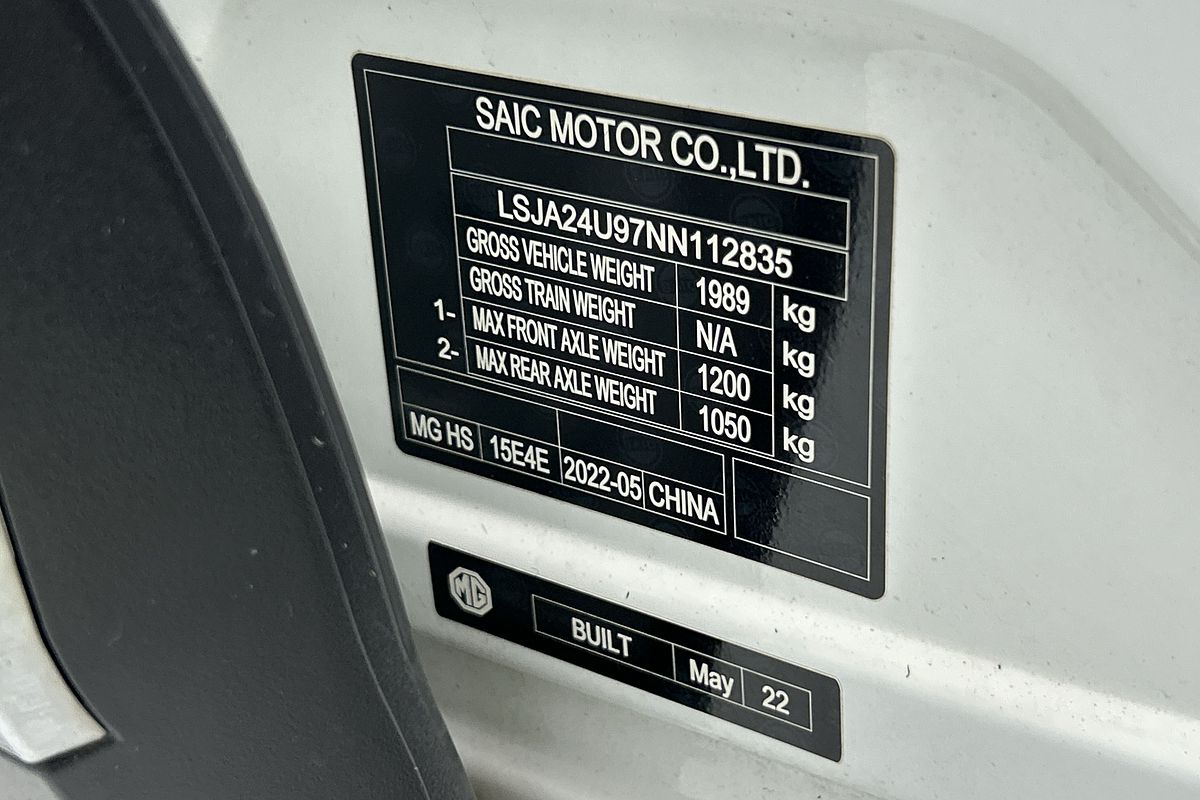 SAIC MOTOR CO.,LTD.
LSJA24U97NN112835
GROSS VEHICLE WEIGHT 1989 kg
GROSS TRAIN WEIGHT N/A kg
1- MAX FRONT AXLE WEIGHT 1200 kg
2- MAX REAR AXLE WEIGHT 1050 kg
MG HS 15E4E 2022-05 CHINA
MG BUILT May 22